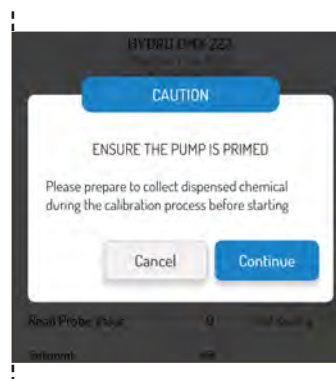 CAUTION
ENSURE THE PUMP IS PRIMED
Please prepare to collect dispensed chemical
during the calibration process before starting
Cancel
Continue
Read Probe Value 0